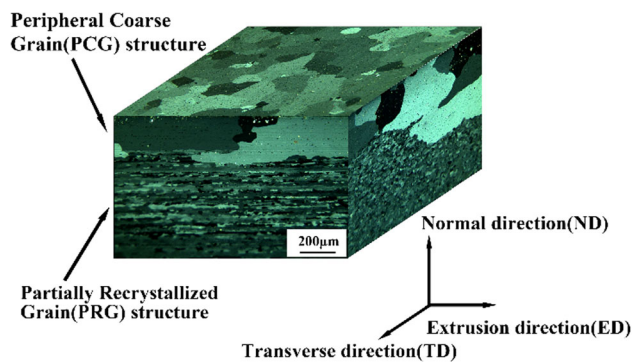 Peripheral Coarse
Grain(PCG) structure
200μm
Normal direction(ND)
Partially Recrystallized
Grain(PRG) structure
Extrusion direction(ED)
Transverse direction(TD)